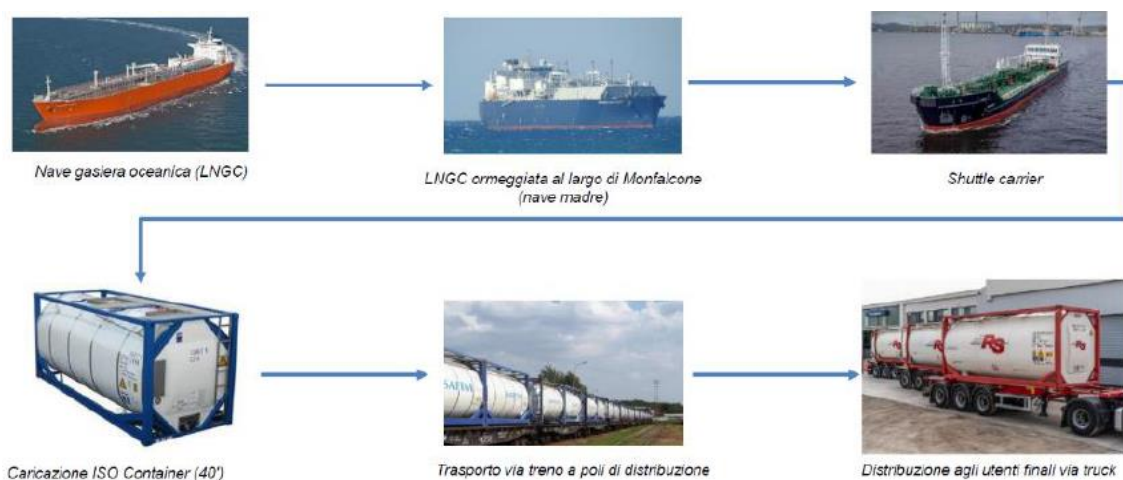 Nave gasiera oceanica (LNGC)
LNGC ormeggiata al largo di Monfalcone
(nave madre)
Shuttle carrier
Caricazione ISO Container (40')
Trasporto via treno a poli di distribuzione
Distribuzione agli utenti finali via truck
RS